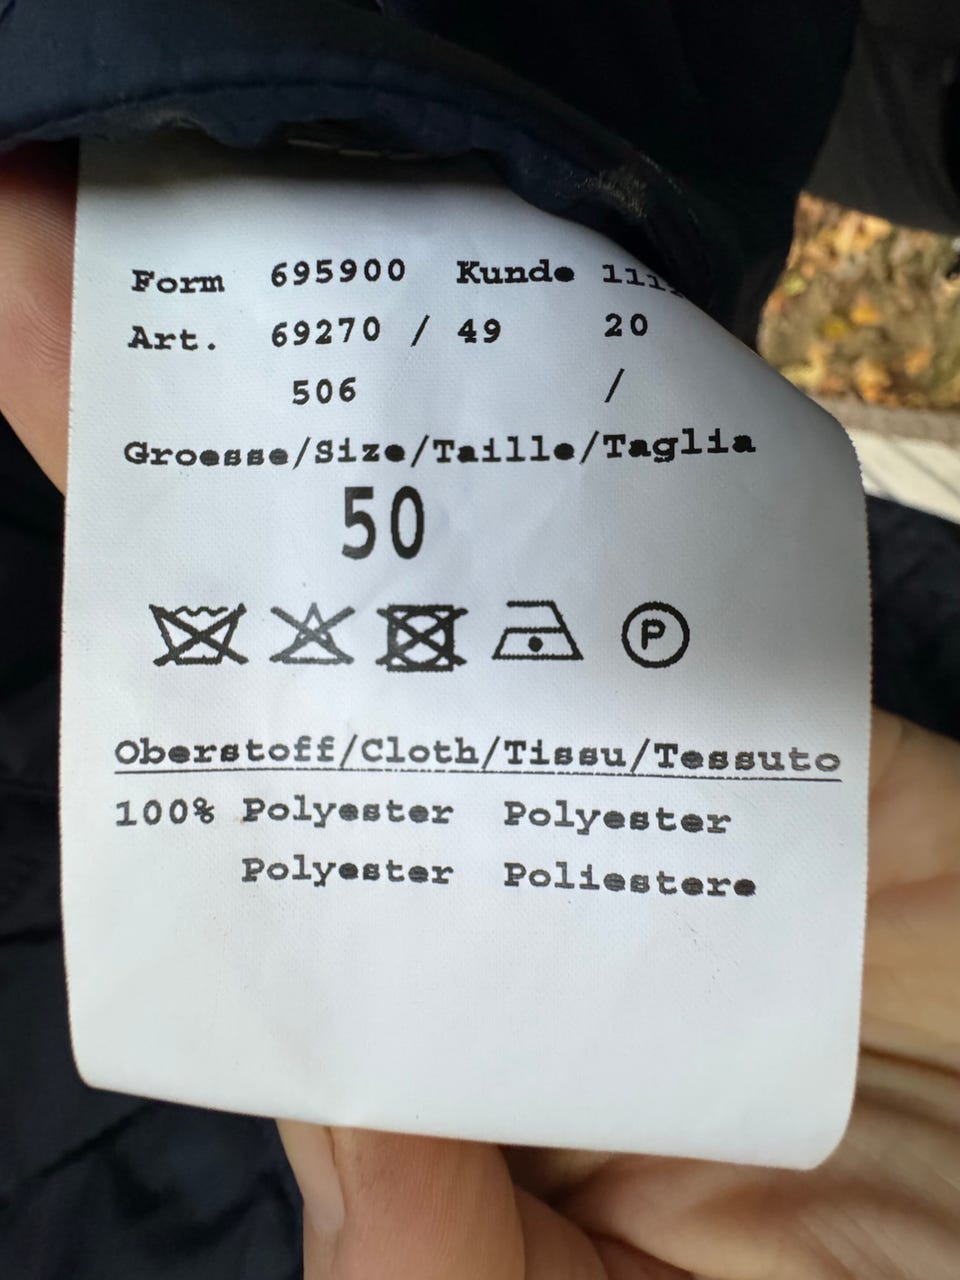 Form 695900 Kunde
Art. 69270 / 49 20
506 /
Groesse/Size/Taille/Taglia
50
P
Oberstoff/Cloth/Tissu/Tessuto
100% Polyester Polyester
Polyester Poliestere